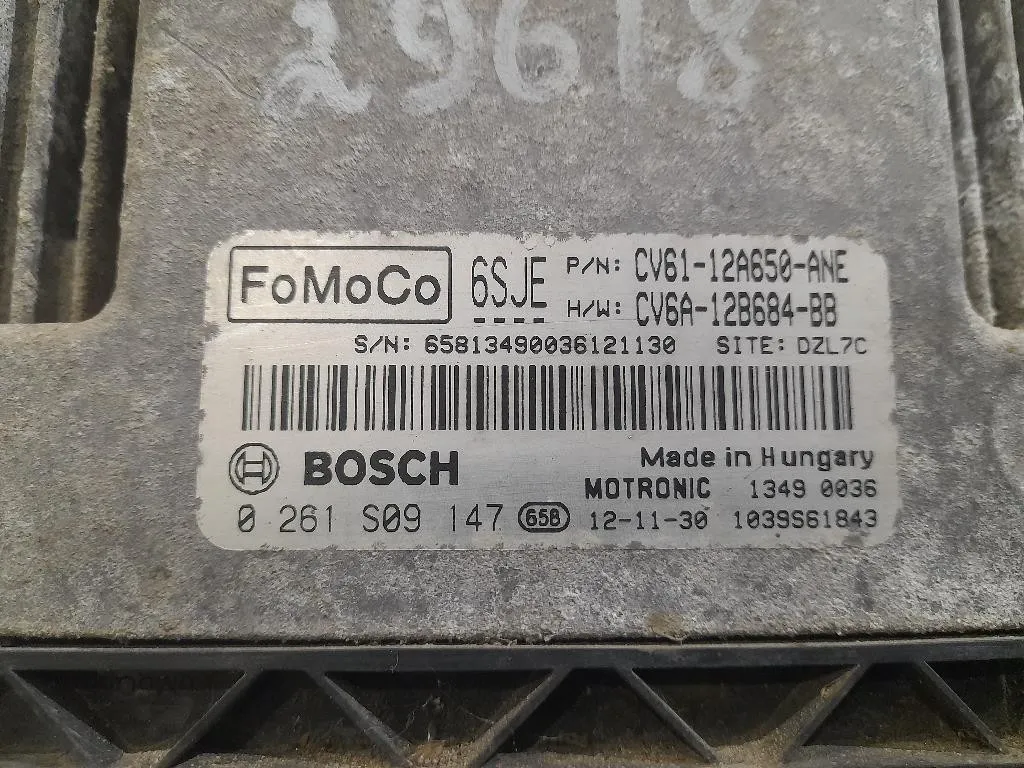 29618
FoMoCo 6SJE P/N: CV61-12A650-ANE
H/W: CV6A-12B684-BB
S/N: 65813490036121130 SITE: DZL7C
BOSCH Made in Hungary
MOTRONIC 1349 0036
0 261 S09 147 658 12-11-30 1039S61843